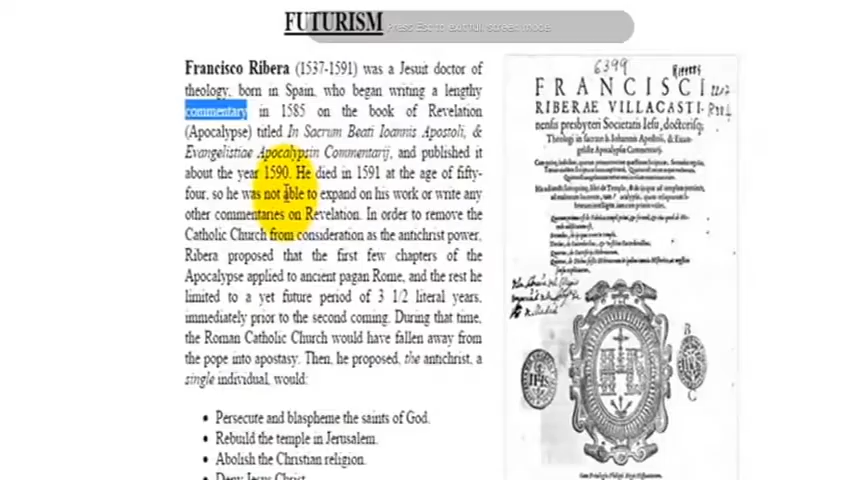 FUTURISM
Press Esc to exit full screen mode.
Francisco Ribera (1537-1591) was a Jesuit doctor of
theology, born in Spain, who began writing a lengthy
commentary in 1585 on the book of Revelation
(Apocalypse) titled In Sacrum Beati Ioannis Apostoli, &
Evangelistiae Apocalypsin Commentarij, and published it
about the year 1590. He died in 1591 at the age of fifty-
four, so he was not able to expand on his work or write any
other commentaries on Revelation. In order to remove the
Catholic Church from consideration as the antichrist power,
Ribera proposed that the first few chapters of the
Apocalypse applied to ancient pagan Rome, and the rest he
limited to a yet future period of 3 1/2 literal years,
immediately prior to the second coming. During that time,
the Roman Catholic Church would have fallen away from
the pope into apostasy. Then, he proposed, the antichrist, a
single individual, would:
• Persecute and blaspheme the saints of God.
• Rebuild the temple in Jerusalem.
• Abolish the Christian religion.
• Deny Jesus Christ.
6399
FRANCISCI
RIBERAE VILLACASTI-
nensis presbyteri Societatis Iesu, doctorisq;
Theologi in sacram b. Iohannis Apostoli, & Euan-
gelistæ Apocalypsin Commentarij.
IHS
B
C